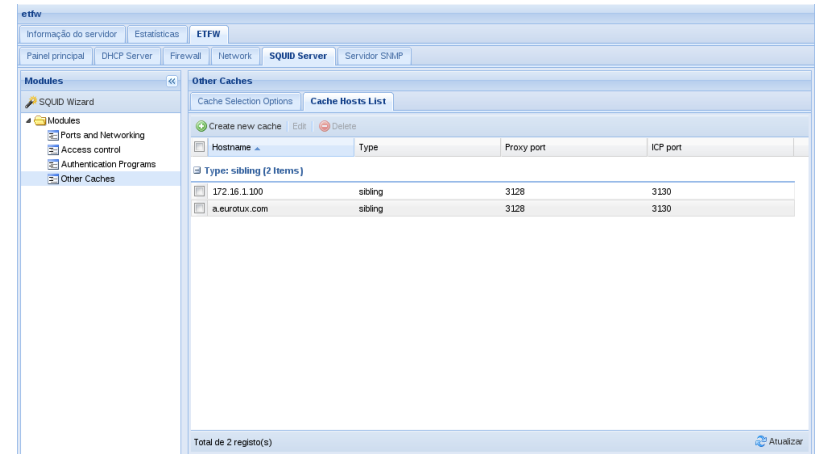 etfw
Informação do servidor Estatísticas ETFW
Painel principal DHCP Server Firewall Network SQUID Server Servidor SNMP
Modules
SQUID Wizard
Modules
Ports and Networking
Access control
Authentication Programs
Other Caches
Other Caches
Cache Selection Options Cache Hosts List
Create new cache Edit Delete
Hostname Type Proxy port ICP port
Type: sibling (2 Items)
172.16.1.100 sibling 3128 3130
a.eurotux.com sibling 3128 3130
Total de 2 registo(s) Atualizar